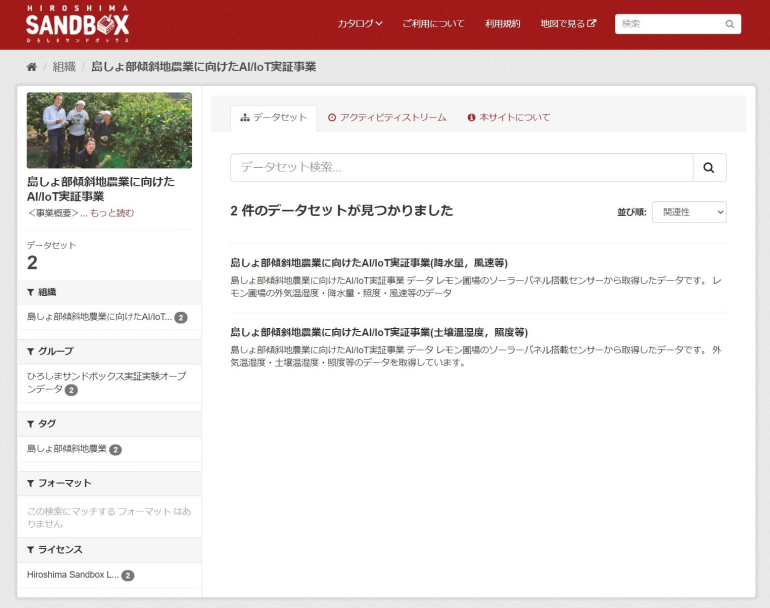 HIROSHIMA
SANDBOX
ひろしまサンドボックス
カタログ ご利用について 利用規約 地図で見る 検索
/ 組織 / 島しょ部傾斜地農業に向けたAI/IoT実証事業
島しょ部傾斜地農業に向けた
AI/IoT実証事業
＜事業概要＞... もっと読む
データセット
2
組織
島しょ部傾斜地農業に向けたAI/IoT... 2
グループ
ひろしまサンドボックス実証実験オープ
ンデータ 2
タグ
島しょ部傾斜地農業 2
フォーマット
この検索にマッチする フォーマット はあ
りません
ライセンス
Hiroshima Sandbox L... 2
データセット アクティビティストリーム 本サイトについて
データセット検索...
2 件のデータセットが見つかりました
並び順: 関連性
島しょ部傾斜地農業に向けたAI/IoT実証事業(降水量，風速等)
島しょ部傾斜地農業に向けたAI/IoT実証事業 データ レモン圃場のソーラーパネル搭載センサーから取得したデータです。 レ
モン圃場の外気温湿度・降水量・照度・風速等のデータ
島しょ部傾斜地農業に向けたAI/IoT実証事業(土壌温湿度，照度等)
島しょ部傾斜地農業に向けたAI/IoT実証事業 データ レモン圃場のソーラーパネル搭載センサーから取得したデータです。 外
気温湿度・土壌温湿度・照度等のデータを取得しています。